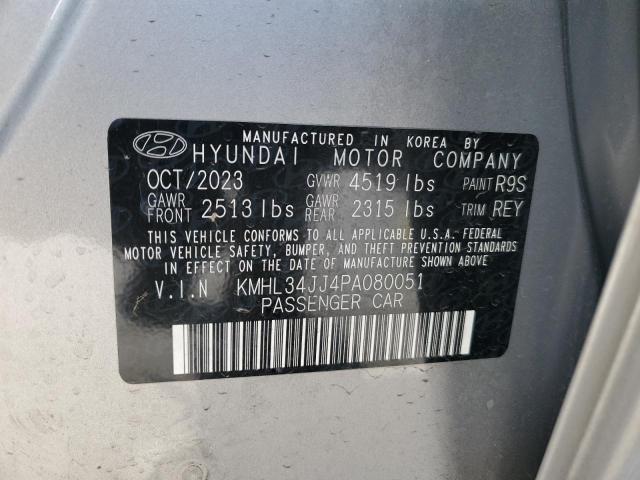 MANUFACTURED IN KOREA BY
HYUNDAI MOTOR COMPANY
OCT/2023 GVWR 4519 lbs PAINT R9S
GAWR FRONT 2513 lbs GAWR REAR 2315 lbs TRIM REY
THIS VEHICLE CONFORMS TO ALL APPLICABLE U.S.A. FEDERAL
MOTOR VEHICLE SAFETY, BUMPER, AND THEFT PREVENTION STANDARDS
IN EFFECT ON THE DATE OF MANUFACTURE SHOWN ABOVE
V.I.N KMHL34JJ4PA080051
PASSENGER CAR